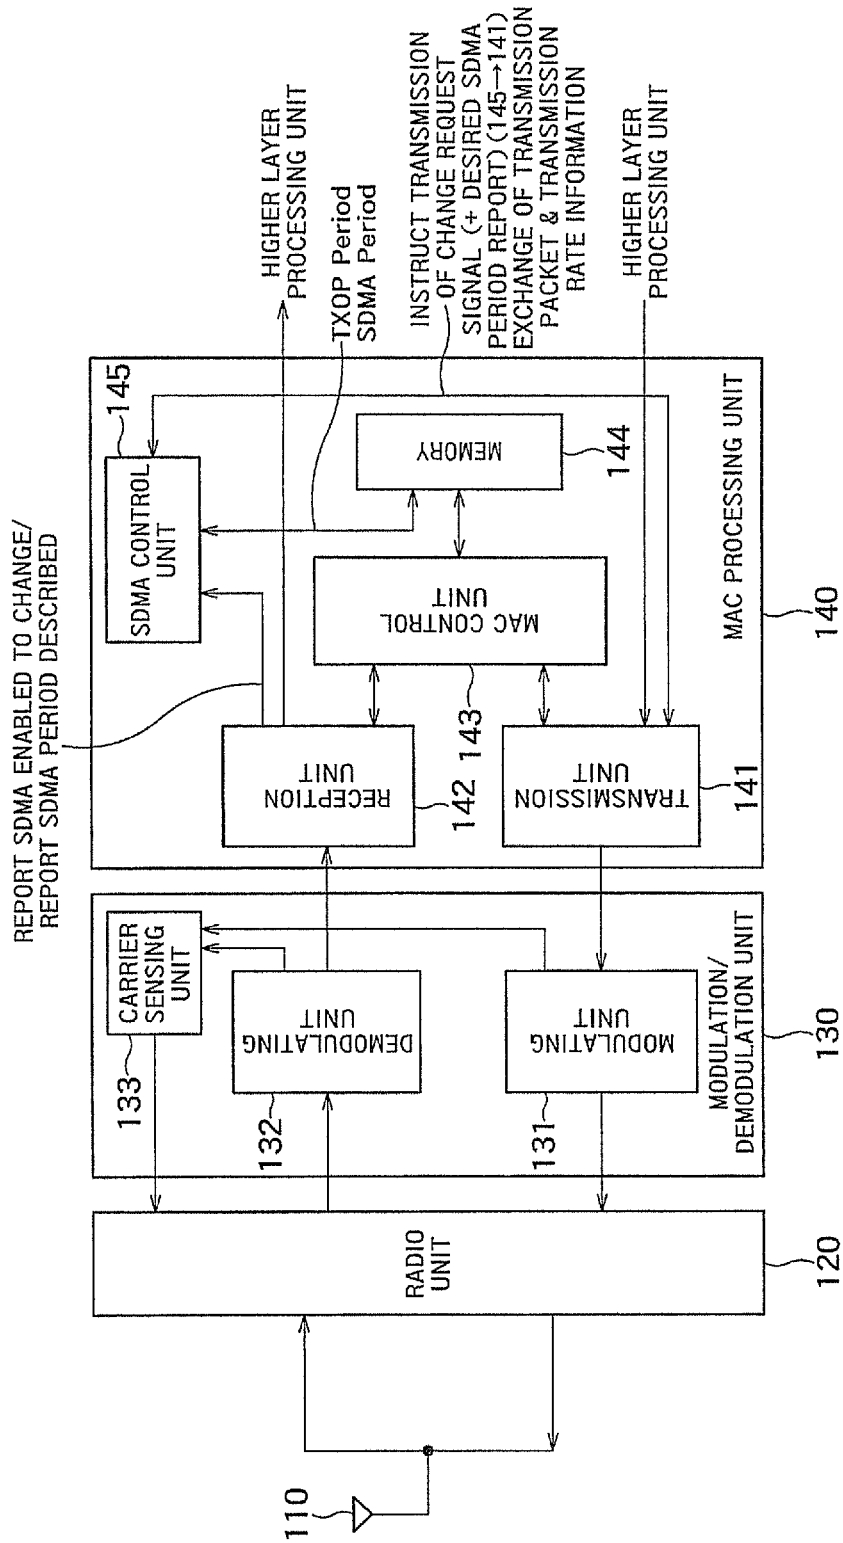 REPORT SDMA ENABLED TO CHANGE/
REPORT SDMA PERIOD DESCRIBED
HIGHER LAYER
PROCESSING UNIT
TXOP Period
SDMA Period
INSTRUCT TRANSMISSION
OF CHANGE REQUEST
SIGNAL (+ DESIRED SDMA
PERIOD REPORT) (145→141)
EXCHANGE OF TRANSMISSION
PACKET & TRANSMISSION
RATE INFORMATION
HIGHER LAYER
PROCESSING UNIT
110
RADIO
UNIT
120
CARRIER
SENSING
UNIT
133
DEMODULATING
UNIT
132
MODULATING
UNIT
131
MODULATION/
DEMODULATION UNIT
130
SDMA CONTROL
UNIT
145
RECEPTION
UNIT
142
MAC CONTROL
UNIT
143
MEMORY
144
TRANSMISSION
UNIT
141
MAC PROCESSING UNIT
140